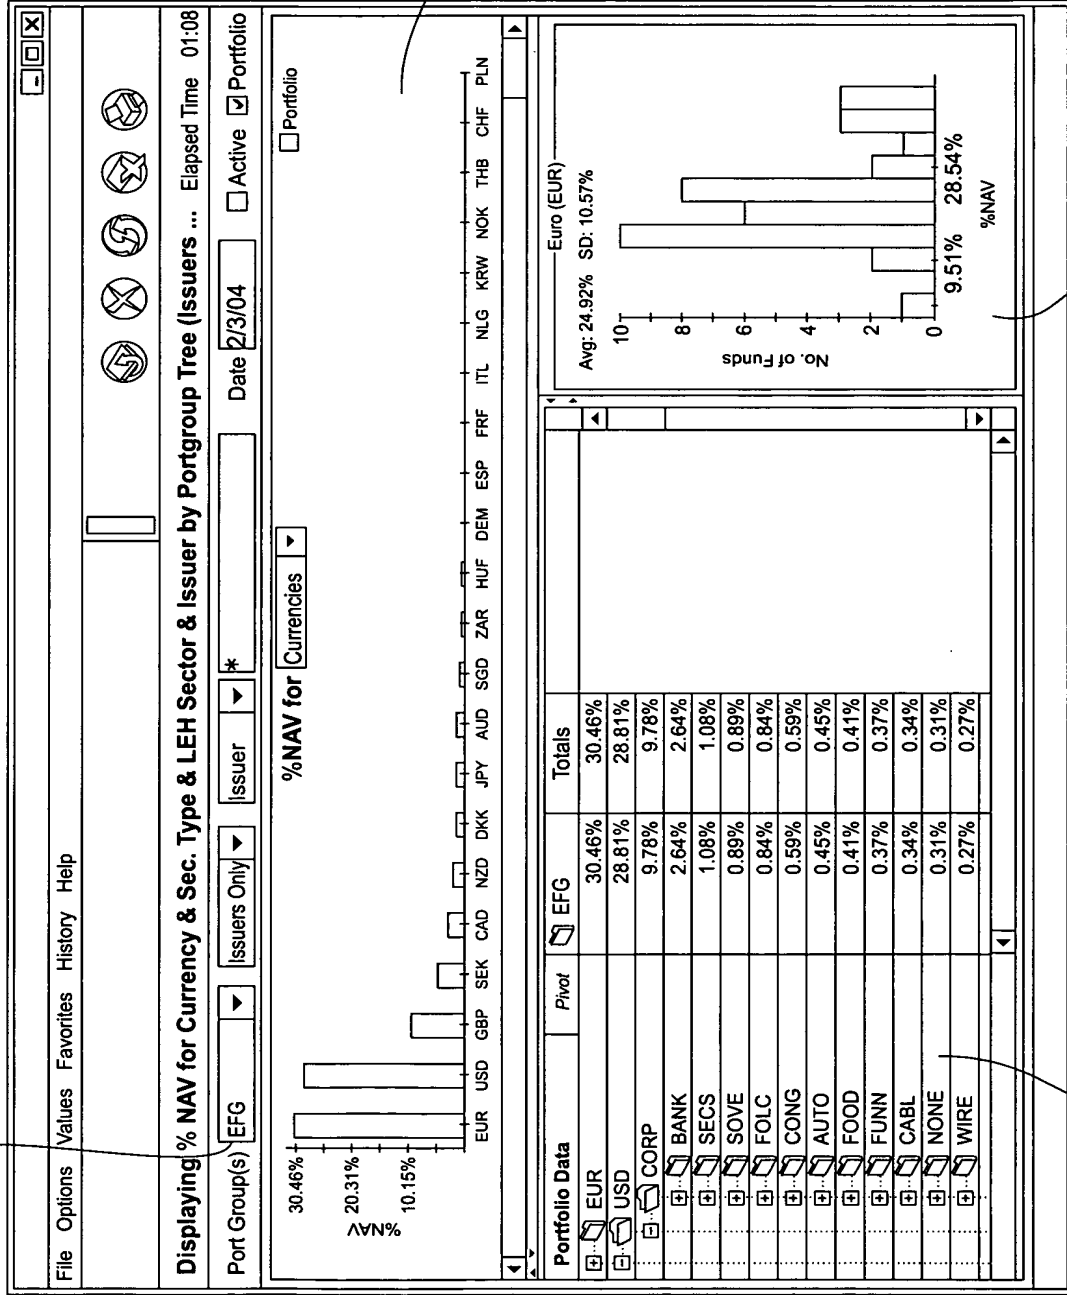 File Options Values Favorites History Help
Displaying % NAV for Currency & Sec. Type & LEH Sector & Issuer by Portgroup Tree (Issuers ... Elapsed Time 01:08
Port Group(s) EFG Issuers Only Issuer * Date 2/3/04 Active Portfolio
%NAV for Currencies
Portfolio
%NAV
30.46%
20.31%
10.15%
EUR USD GBP SEK CAD NZD DKK JPY AUD SGD ZAR HUF DEM ESP FRF ITL NLG KRW NOK THB CHF PLN
Portfolio Data Pivot EFG Totals
EUR 30.46% 30.46%
USD 28.81% 28.81%
CORP 9.78% 9.78%
BANK 2.64% 2.64%
SECS 1.08% 1.08%
SOVE 0.89% 0.89%
FOLC 0.84% 0.84%
CONG 0.59% 0.59%
AUTO 0.45% 0.45%
FOOD 0.41% 0.41%
FUNN 0.37% 0.37%
CABL 0.34% 0.34%
NONE 0.31% 0.31%
WIRE 0.27% 0.27%
Euro (EUR)
Avg: 24.92% SD: 10.57%
No. of Funds
10
8
6
4
2
0
9.51% 28.54%
%NAV